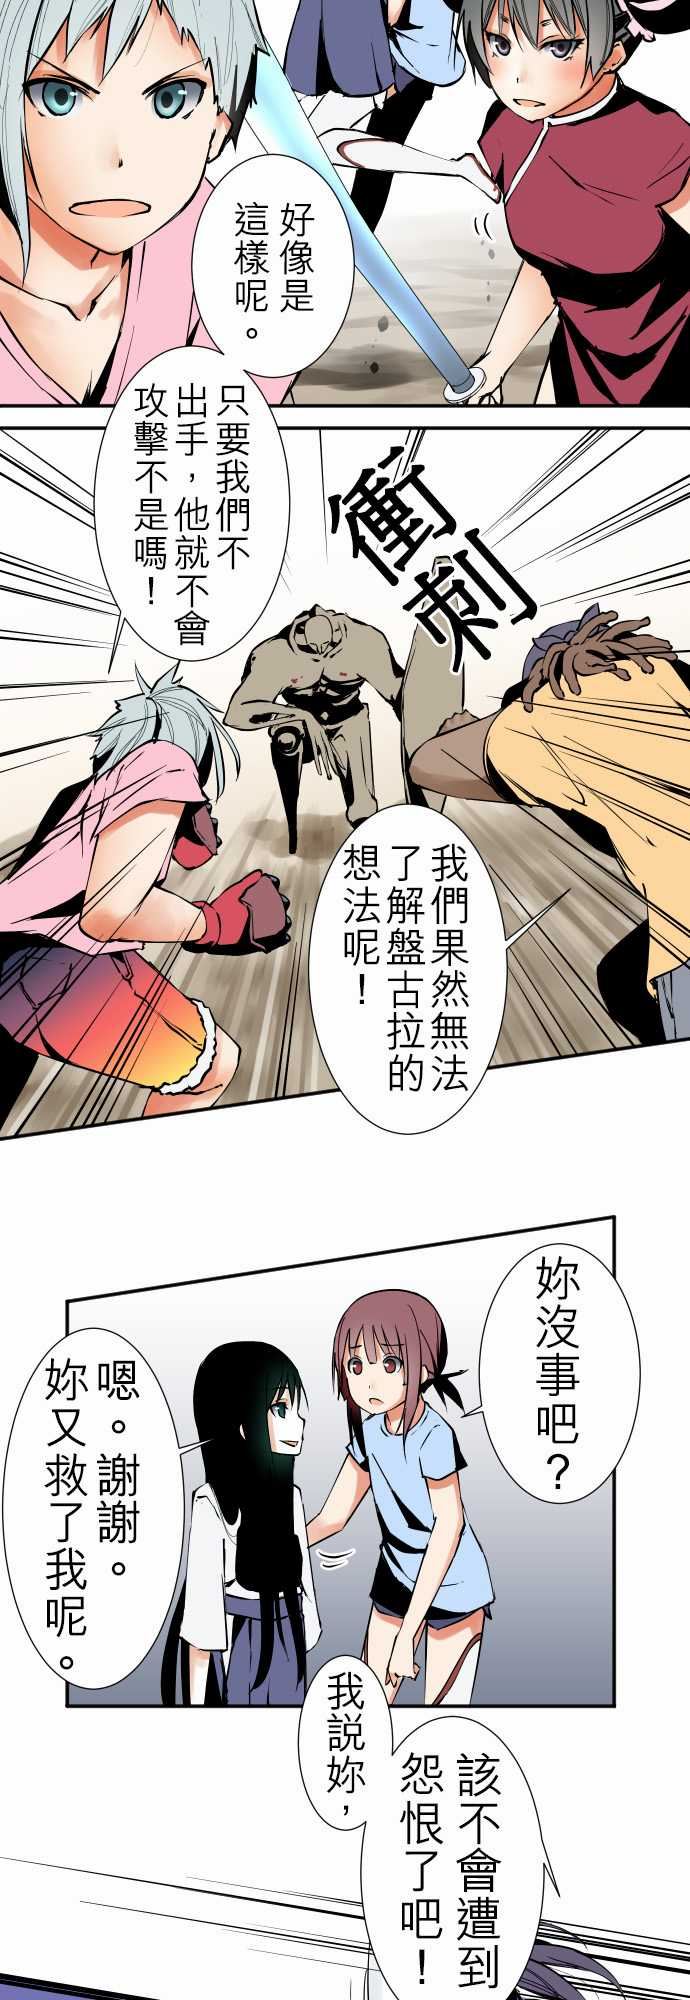 好像是
這樣呢。
只要我們不
出手，他就不會
攻擊不是嗎！
衝刺
我們果然無法
了解盤古拉的
想法呢！
妳沒事吧？
嗯。謝謝。
妳又救了我呢。
我說妳，
該不會遭到
怨恨了吧！